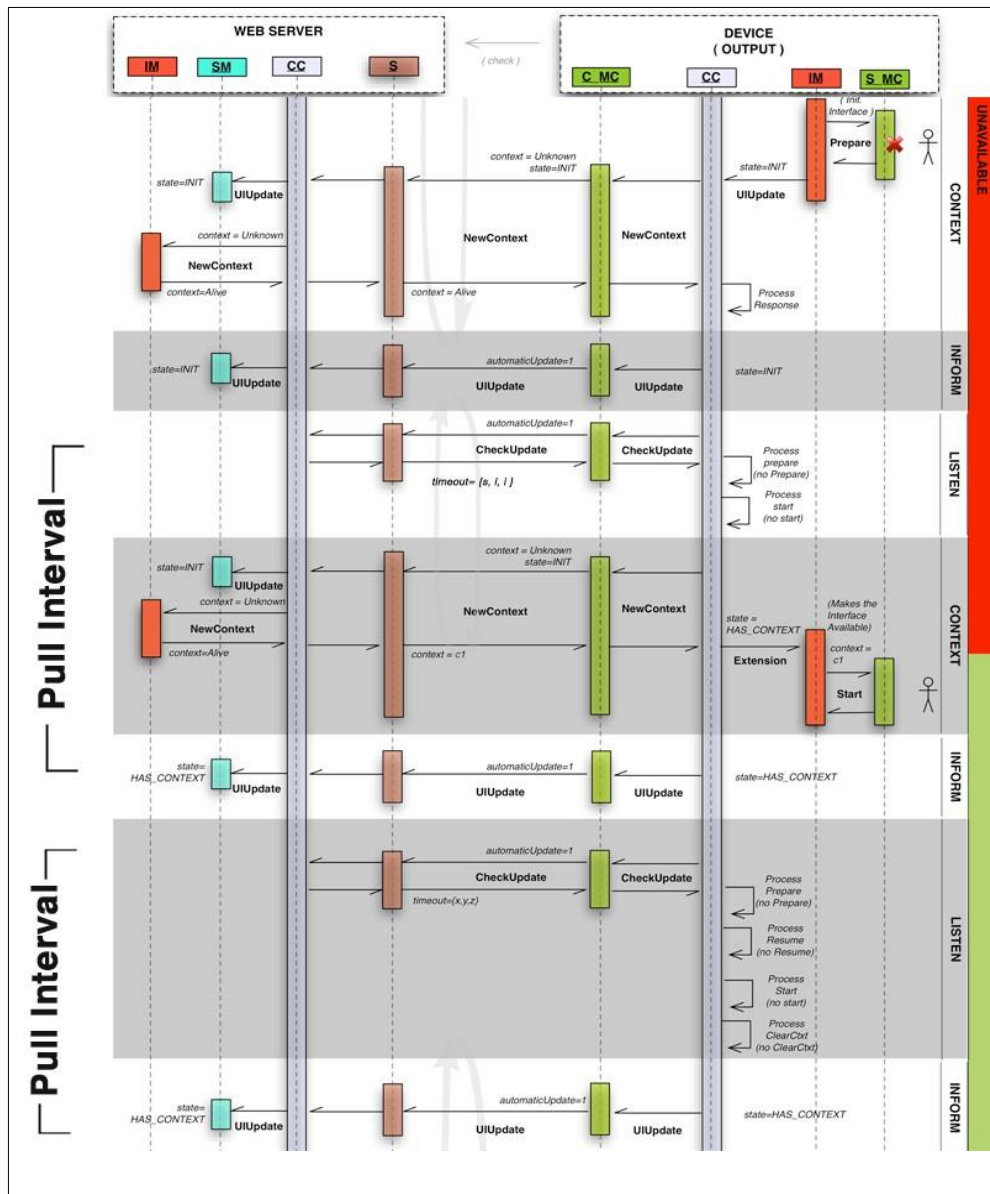 WEB SERVER
DEVICE
( OUTPUT )
( check )
IM
SM
CC
S
C_MC
CC
IM
S_MC
UNAVAILABLE
( Init.
Interface )
Prepare
context = Unknown
state=INIT
state=INIT
state=INIT
UIUpdate
UIUpdate
CONTEXT
context = Unknown
NewContext
NewContext
NewContext
context=Alive
context = Alive
Process
Response
INFORM
automaticUpdate=1
state=INIT
state=INIT
UIUpdate
UIUpdate
UIUpdate
LISTEN
automaticUpdate=1
CheckUpdate
CheckUpdate
timeout= {s, l, l }
Process
prepare
(no Prepare)
Process
start
(no start)
Pull Interval
context = Unknown
state=INIT
state=INIT
UIUpdate
context = Unknown
NewContext
NewContext
NewContext
context=Alive
context = c1
state =
HAS_CONTEXT
Extension
(Makes the
Interface
Available)
context =
c1
Start
CONTEXT
INFORM
state=
HAS_CONTEXT
automaticUpdate=1
state=HAS_CONTEXT
UIUpdate
UIUpdate
UIUpdate
Pull Interval
LISTEN
automaticUpdate=1
CheckUpdate
CheckUpdate
timeout={x,y,z}
Process
Prepare
(no Prepare)
Process
Resume
(no Resume)
Process
Start
(no start)
Process
ClearCtxt
(no ClearCtxt)
INFORM
state=
HAS_CONTEXT
automaticUpdate=1
state=HAS_CONTEXT
UIUpdate
UIUpdate
UIUpdate